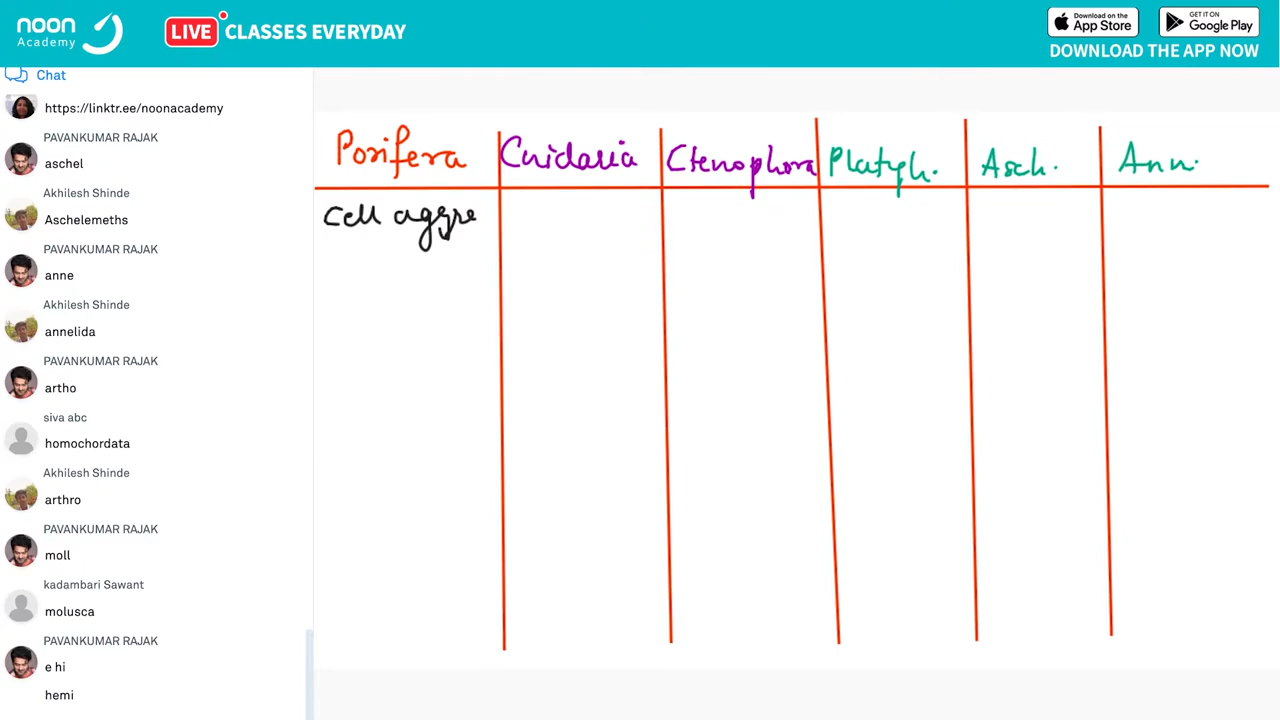 noon
Academy
LIVE CLASSES EVERYDAY
Download on the
App Store
GET IT ON
Google Play
DOWNLOAD THE APP NOW
Chat
https://linktr.ee/noonacademy
PAVANKUMAR RAJAK
aschel
Akhilesh Shinde
Aschelemeths
PAVANKUMAR RAJAK
anne
Akhilesh Shinde
annelida
PAVANKUMAR RAJAK
artho
siva abc
homochordata
Akhilesh Shinde
arthro
PAVANKUMAR RAJAK
moll
kadambari Sawant
molusca
PAVANKUMAR RAJAK
e hi
hemi
Porifera Cnidaria Ctenophora Platyh. Asch. Ann.
Cell aggre